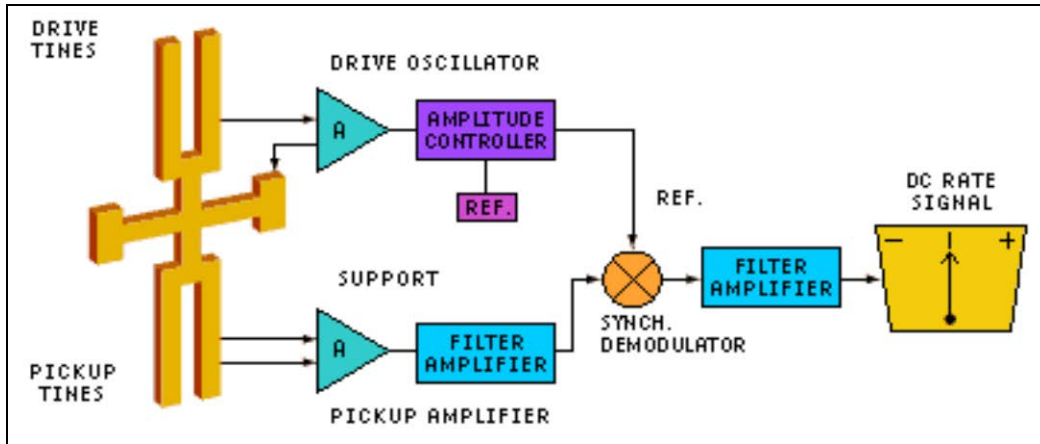 DRIVE
TINES
DRIVE OSCILLATOR
A
AMPLITUDE
CONTROLLER
REF.
REF.
DC RATE
SIGNAL
− +
SUPPORT
FILTER
AMPLIFIER
SYNCH.
DEMODULATOR
A
FILTER
AMPLIFIER
PICKUP
TINES
PICKUP AMPLIFIER